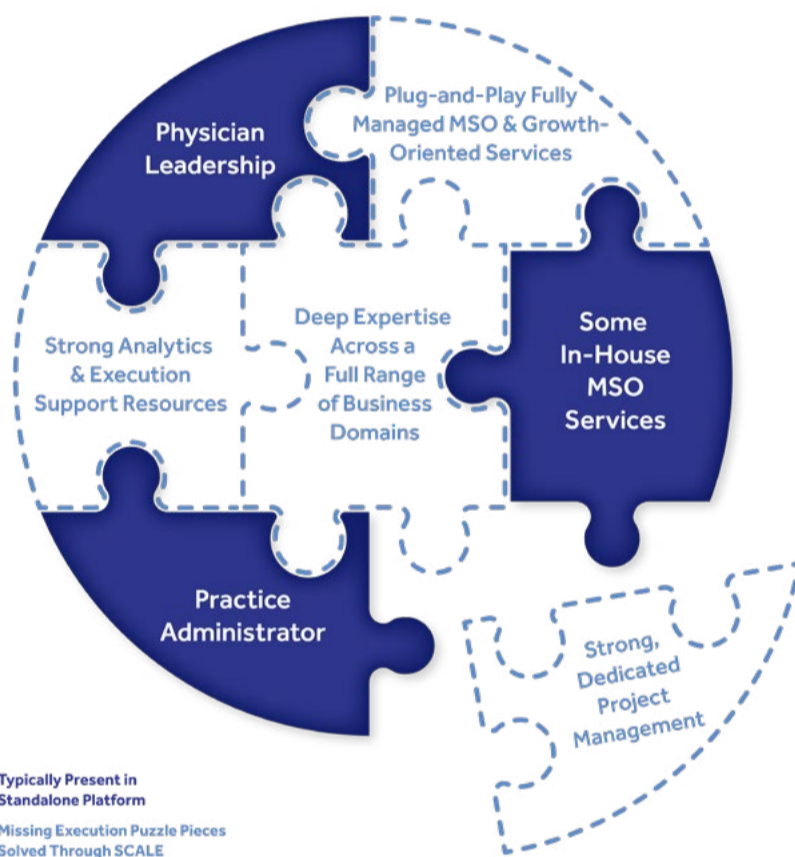 Physician
Leadership
Plug-and-Play Fully
Managed MSO & Growth-
Oriented Services
Strong Analytics
& Execution
Support Resources
Deep Expertise
Across a
Full Range
of Business
Domains
Some
In-House
MSO
Services
Practice
Administrator
Strong,
Dedicated
Project
Management
Typically Present in
Standalone Platform
Missing Execution Puzzle Pieces
Solved Through SCALE